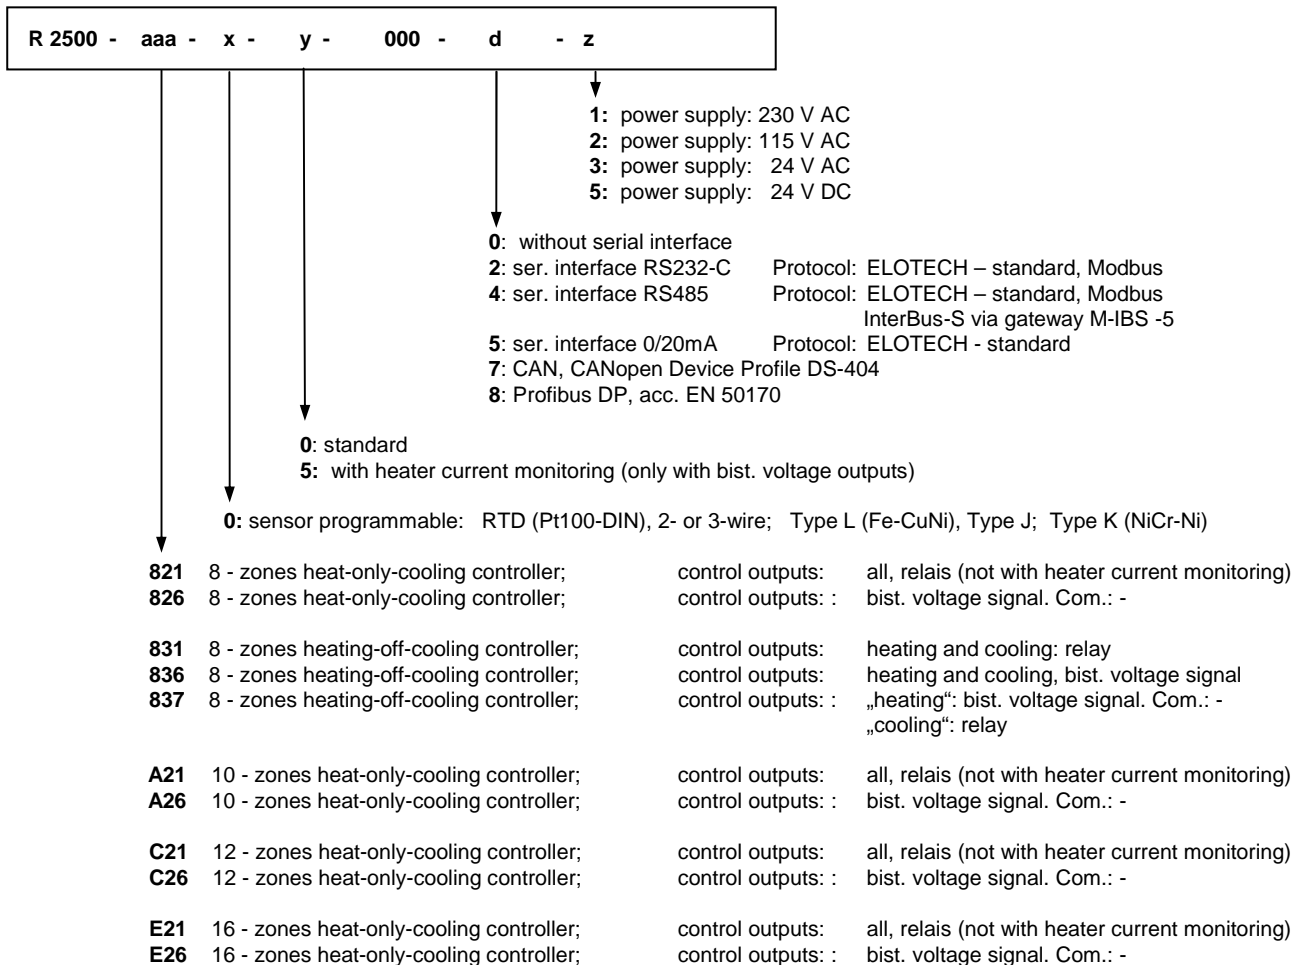 R 2500 - aaa - x - y - 000 - d - z
1: power supply: 230 V AC
2: power supply: 115 V AC
3: power supply: 24 V AC
5: power supply: 24 V DC
0: without serial interface
2: ser. interface RS232-C Protocol: ELOTECH – standard, Modbus
4: ser. interface RS485 Protocol: ELOTECH – standard, Modbus
InterBus-S via gateway M-IBS -5
5: ser. interface 0/20mA Protocol: ELOTECH - standard
7: CAN, CANopen Device Profile DS-404
8: Profibus DP, acc. EN 50170
0: standard
5: with heater current monitoring (only with bist. voltage outputs)
0: sensor programmable: RTD (Pt100-DIN), 2- or 3-wire; Type L (Fe-CuNi), Type J; Type K (NiCr-Ni)
821 8 - zones heat-only-cooling controller; control outputs: all, relais (not with heater current monitoring)
826 8 - zones heat-only-cooling controller; control outputs: : bist. voltage signal. Com.: -
831 8 - zones heating-off-cooling controller; control outputs: heating and cooling: relay
836 8 - zones heating-off-cooling controller; control outputs: heating and cooling, bist. voltage signal
837 8 - zones heating-off-cooling controller; control outputs: : „heating“: bist. voltage signal. Com.: -
„cooling“: relay
A21 10 - zones heat-only-cooling controller; control outputs: all, relais (not with heater current monitoring)
A26 10 - zones heat-only-cooling controller; control outputs: : bist. voltage signal. Com.: -
C21 12 - zones heat-only-cooling controller; control outputs: all, relais (not with heater current monitoring)
C26 12 - zones heat-only-cooling controller; control outputs: : bist. voltage signal. Com.: -
E21 16 - zones heat-only-cooling controller; control outputs: all, relais (not with heater current monitoring)
E26 16 - zones heat-only-cooling controller; control outputs: : bist. voltage signal. Com.: -